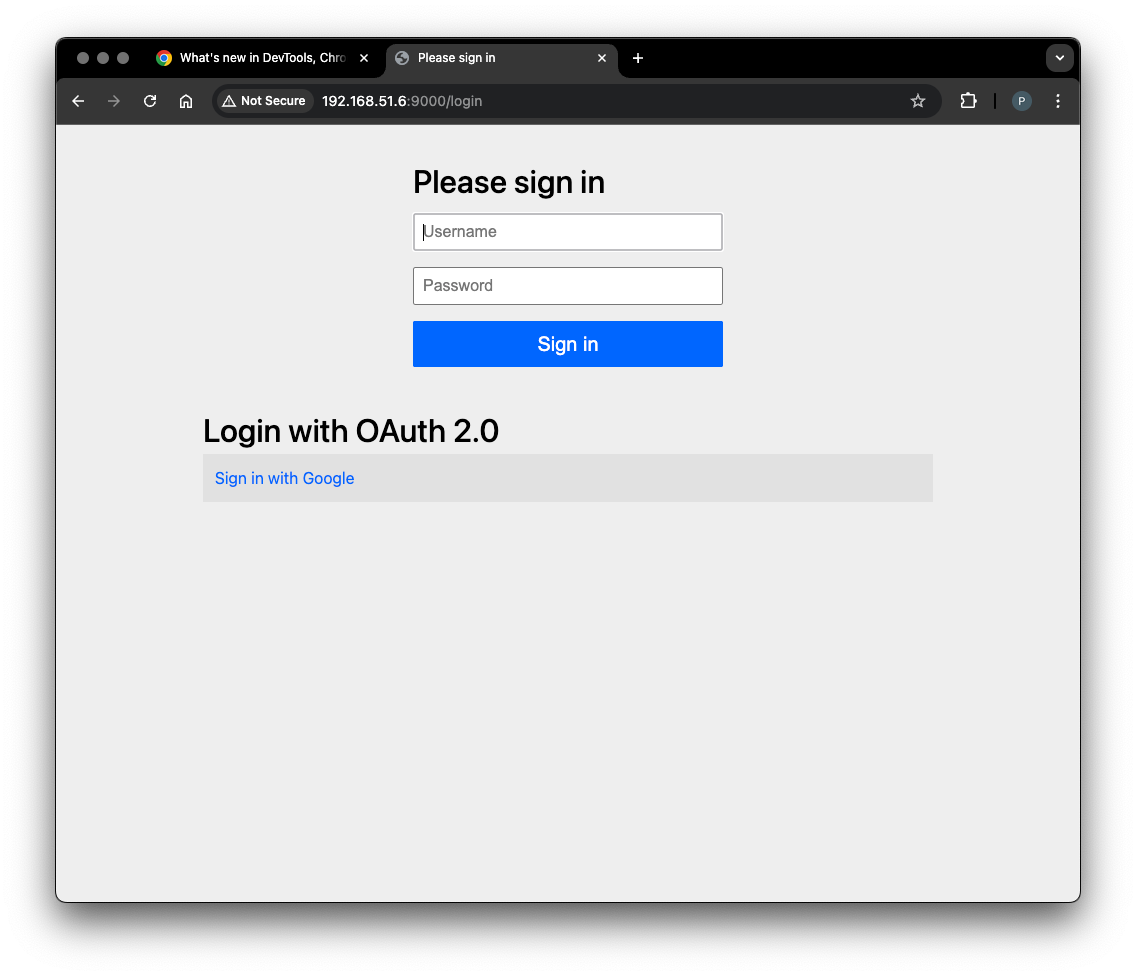 What's new in DevTools, Chro
Please sign in
Not Secure
192.168.51.6:9000/login
P
Please sign in
Username
Password
Sign in
Login with OAuth 2.0
Sign in with Google